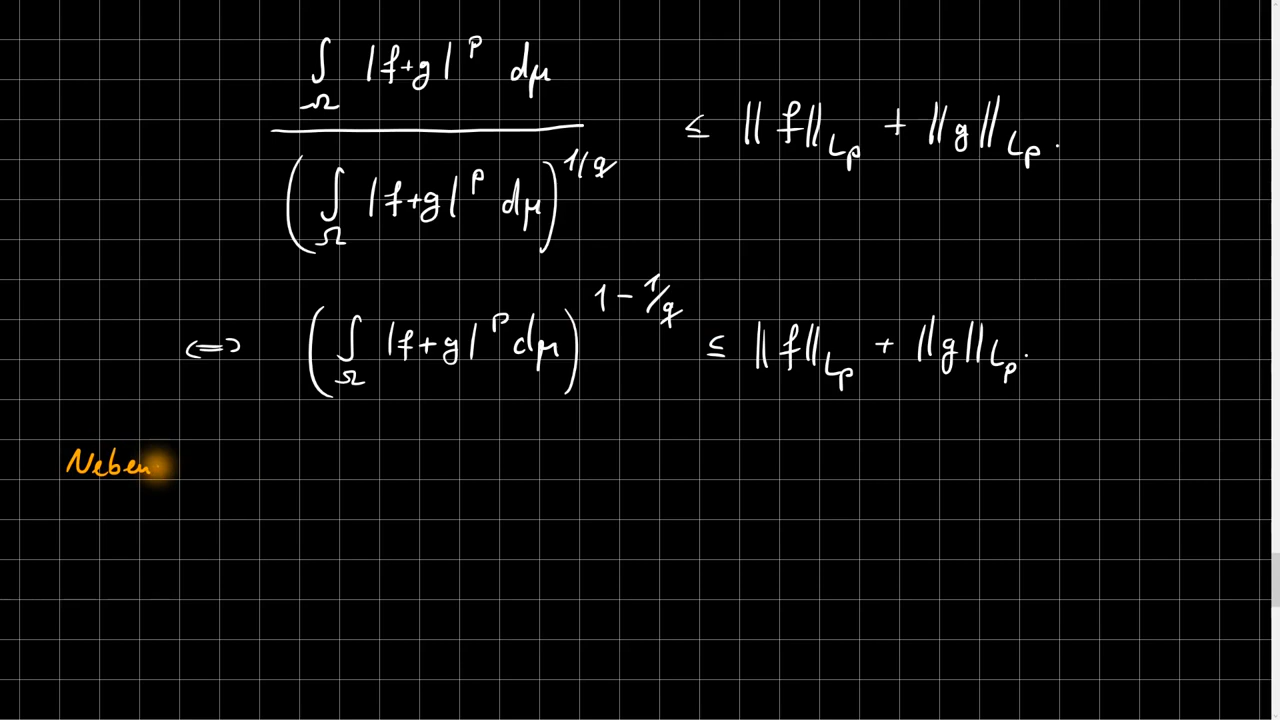 ∫_Ω |f+g|^p dμ / (∫_Ω |f+g|^p dμ)^{1/q} ≤ ||f||_{L_p} + ||g||_{L_p}.
⟺ (∫_Ω |f+g|^p dμ)^{1 - 1/q} ≤ ||f||_{L_p} + ||g||_{L_p}.
Neben